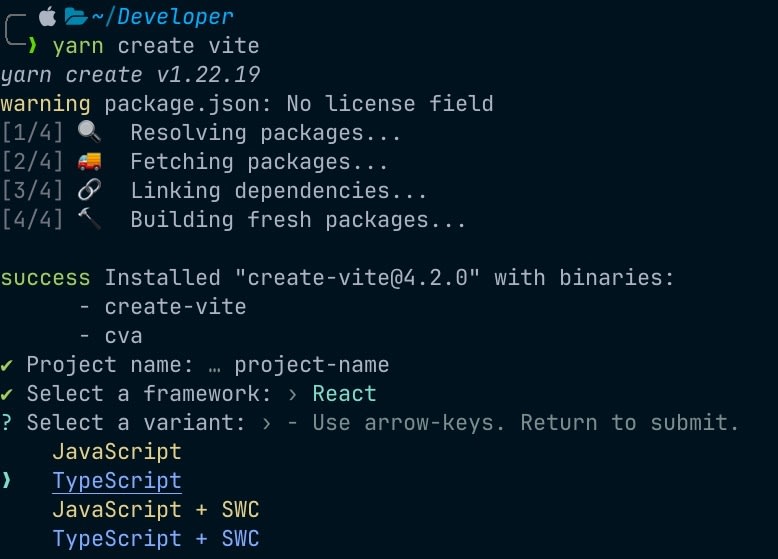 ~/Developer
❱ yarn create vite
yarn create v1.22.19
warning package.json: No license field
[1/4] 🔍 Resolving packages...
[2/4] 🚚 Fetching packages...
[3/4] 🔗 Linking dependencies...
[4/4] 🔨 Building fresh packages...
success Installed "create-vite@4.2.0" with binaries:
- create-vite
- cva
✔ Project name: … project-name
✔ Select a framework: › React
? Select a variant: › - Use arrow-keys. Return to submit.
JavaScript
❱ TypeScript
JavaScript + SWC
TypeScript + SWC